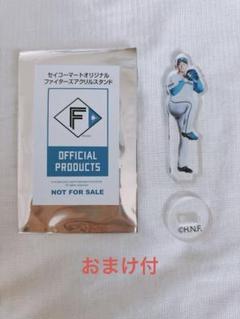 セイコーマートオリジナル
ファイターズアクリルスタンド
F
OFFICIAL
PRODUCTS
NOT FOR SALE
©H.N.F.
おまけ付